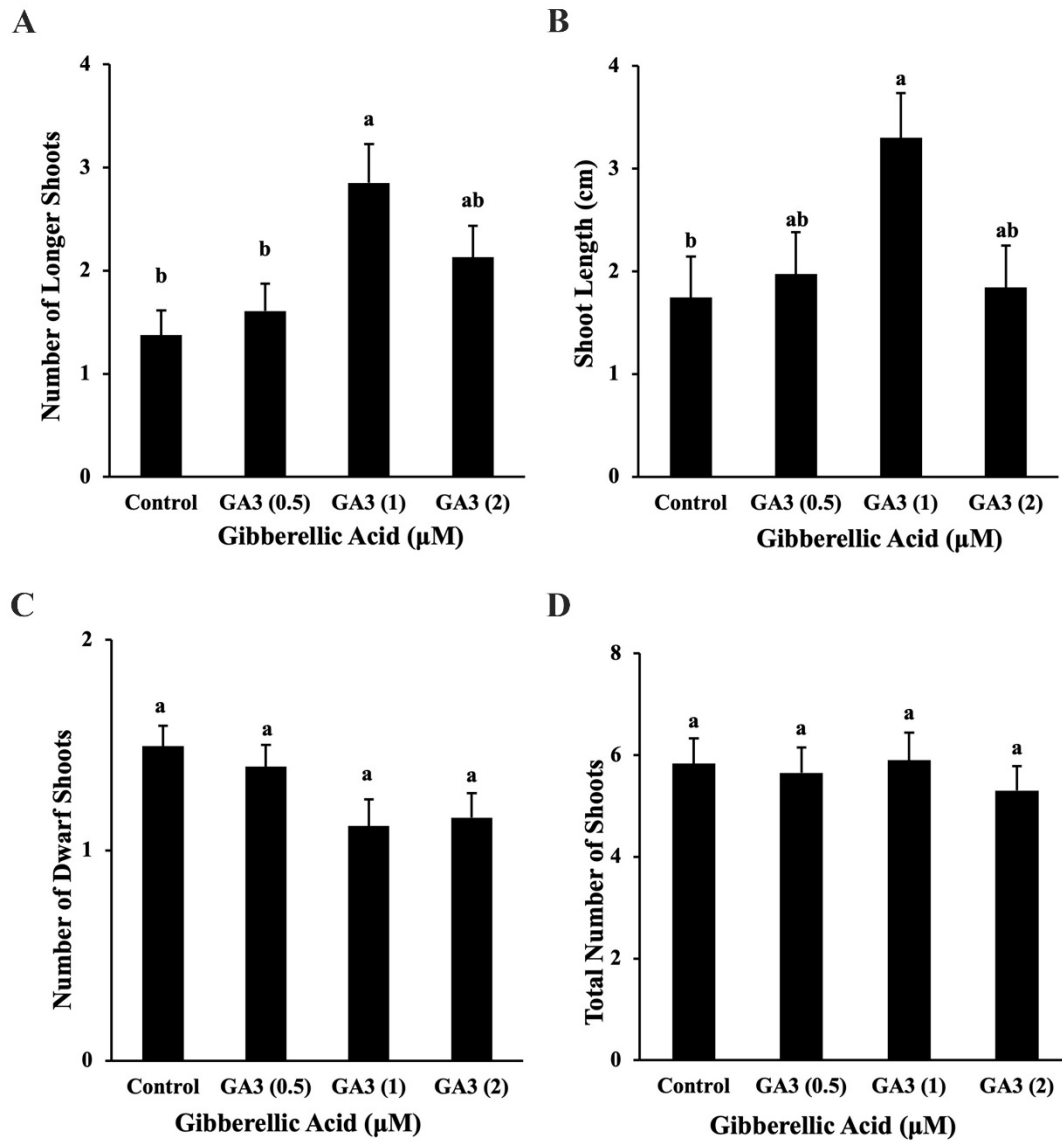 A
Number of Longer Shoots
4
3
2
1
0
b
b
a
ab
Control GA3 (0.5) GA3 (1) GA3 (2)
Gibberellic Acid (µM)
B
Shoot Length (cm)
4
3
2
1
0
b
ab
a
ab
Control GA3 (0.5) GA3 (1) GA3 (2)
Gibberellic Acid (µM)
C
Number of Dwarf Shoots
2
1
0
a
a
a
a
Control GA3 (0.5) GA3 (1) GA3 (2)
Gibberellic Acid (µM)
D
Total Number of Shoots
8
6
4
2
0
a
a
a
a
Control GA3 (0.5) GA3 (1) GA3 (2)
Gibberellic Acid (µM)